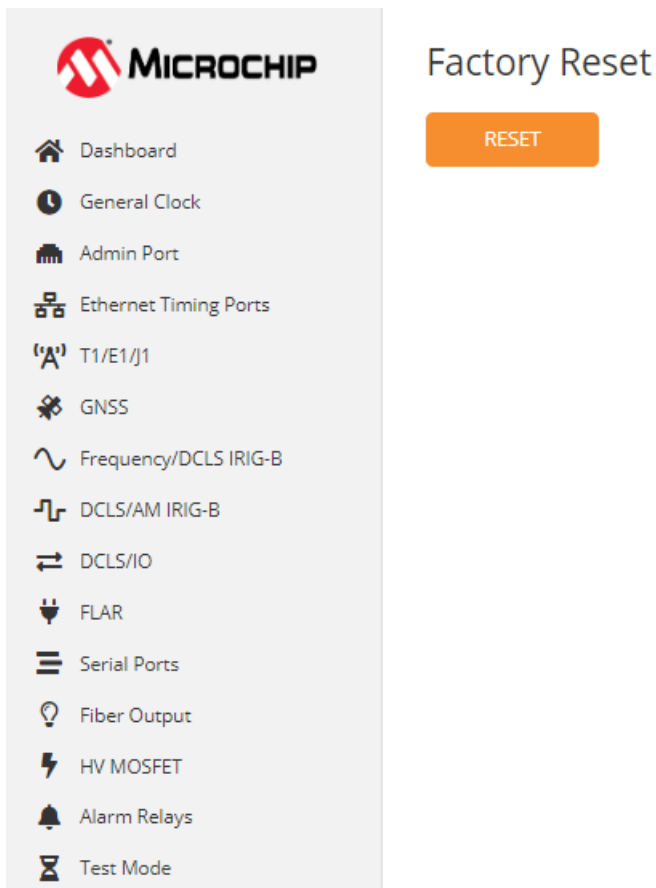 MICROCHIP
Factory Reset
RESET
Dashboard
General Clock
Admin Port
Ethernet Timing Ports
T1/E1/J1
GNSS
Frequency/DCLS IRIG-B
DCLS/AM IRIG-B
DCLS/IO
FLAR
Serial Ports
Fiber Output
HV MOSFET
Alarm Relays
Test Mode